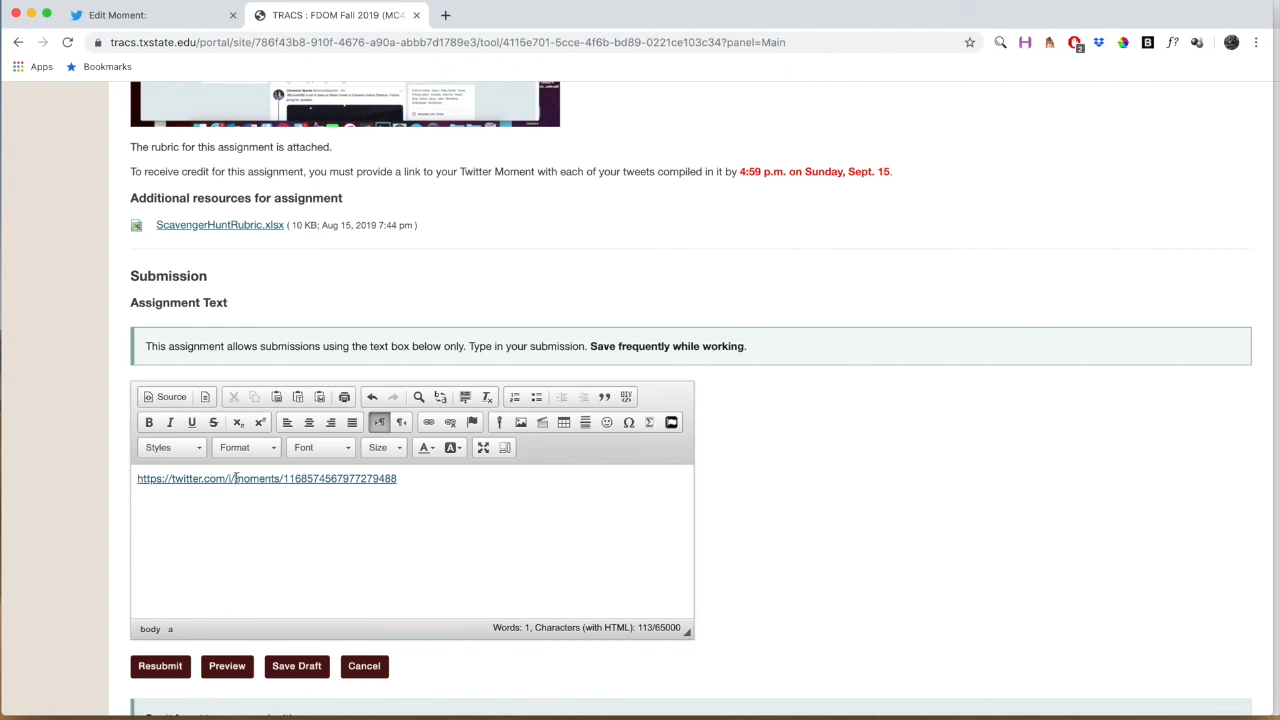 Edit Moment:
TRACS : FDOM Fall 2019 (MC4
tracs.txstate.edu/portal/site/786f43b8-910f-4676-a90a-abbb7d1789e3/tool/4115e701-5cce-4f6b-bd89-0221ce103c34?panel=Main
Apps
Bookmarks
The rubric for this assignment is attached.
To receive credit for this assignment, you must provide a link to your Twitter Moment with each of your tweets compiled in it by 4:59 p.m. on Sunday, Sept. 15.
Additional resources for assignment
ScavengerHuntRubric.xlsx ( 10 KB; Aug 15, 2019 7:44 pm )
Submission
Assignment Text
This assignment allows submissions using the text box below only. Type in your submission. Save frequently while working.
Source
Styles Format Font Size
https://twitter.com/i/moments/1168574567977279488
body a
Words: 1, Characters (with HTML): 113/65000
Resubmit Preview Save Draft Cancel